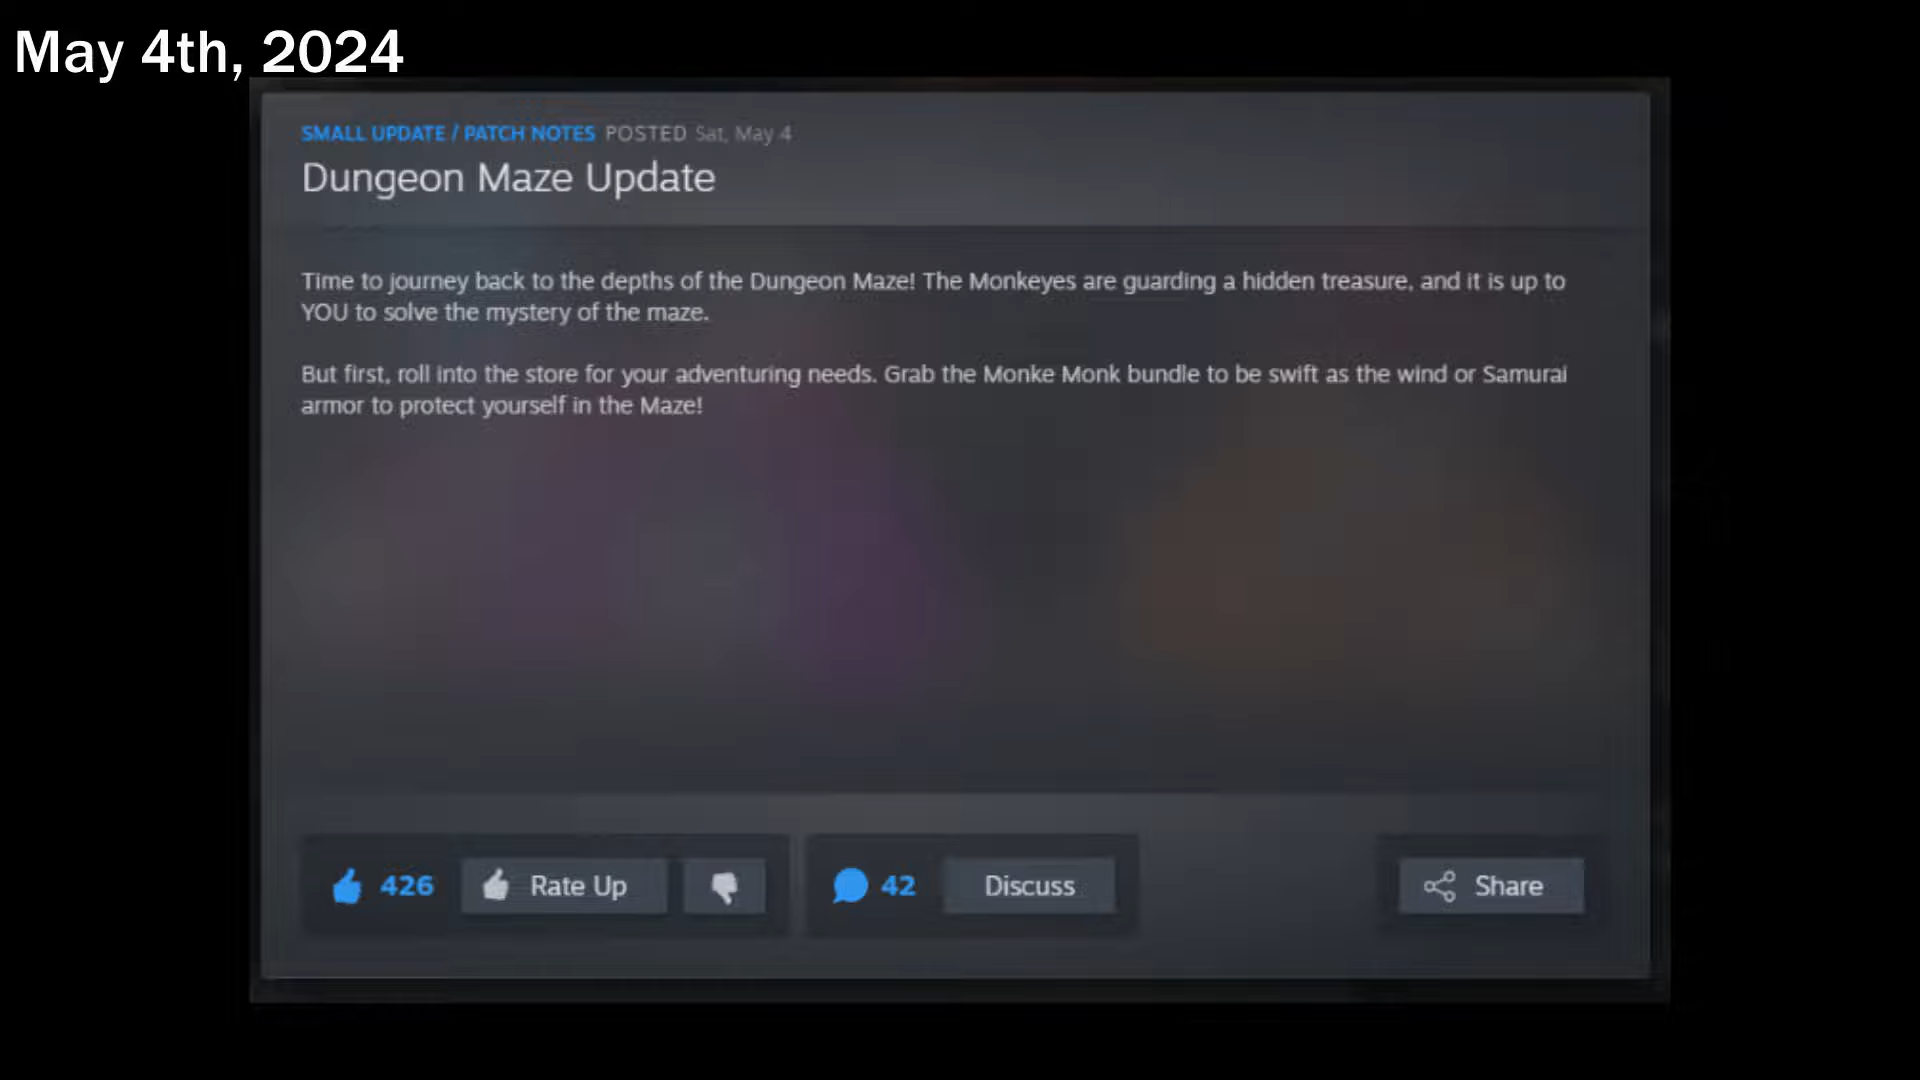 May 4th, 2024
SMALL UPDATE / PATCH NOTES POSTED Sat, May 4
Dungeon Maze Update
Time to journey back to the depths of the Dungeon Maze! The Monkeyes are guarding a hidden treasure, and it is up to
YOU to solve the mystery of the maze.
But first, roll into the store for your adventuring needs. Grab the Monke Monk bundle to be swift as the wind or Samurai
armor to protect yourself in the Maze!
426 Rate Up 42 Discuss Share